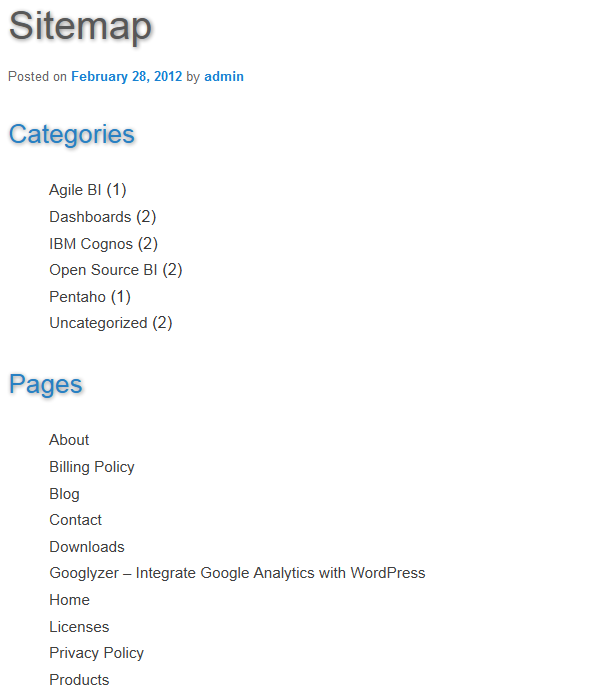 Sitemap
Posted on February 28, 2012 by admin
Categories
Agile BI (1)
Dashboards (2)
IBM Cognos (2)
Open Source BI (2)
Pentaho (1)
Uncategorized (2)
Pages
About
Billing Policy
Blog
Contact
Downloads
Googlyzer – Integrate Google Analytics with WordPress
Home
Licenses
Privacy Policy
Products